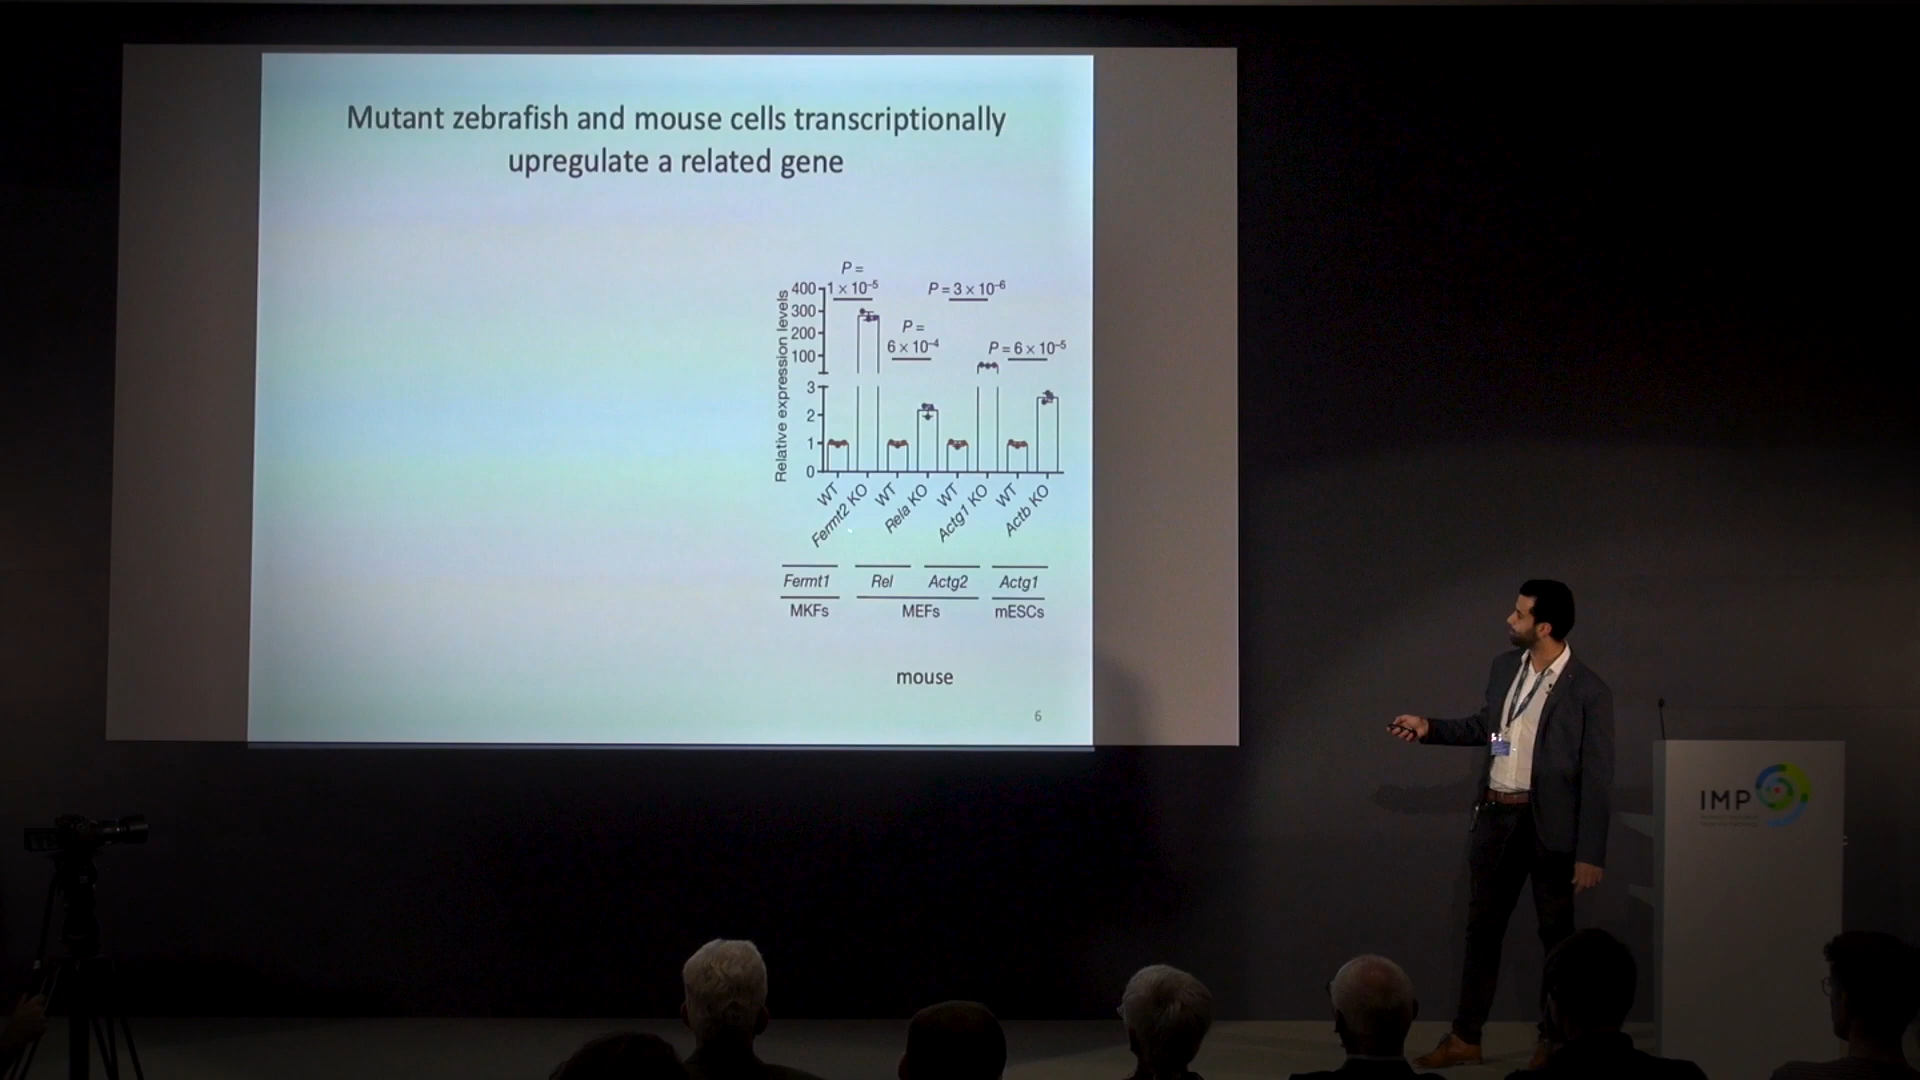 Mutant zebrafish and mouse cells transcriptionally
upregulate a related gene
P =
1 × 10⁻⁵
P = 3 × 10⁻⁶
P =
6 × 10⁻⁴
P = 6 × 10⁻⁵
Relative expression levels
400
300
200
100
3
2
1
0
WT
Fermt2 KO
WT
Rela KO
WT
Actg1 KO
WT
Actb KO
Fermt1 Rel Actg2 Actg1
MKFs MEFs mESCs
mouse
6
IMP